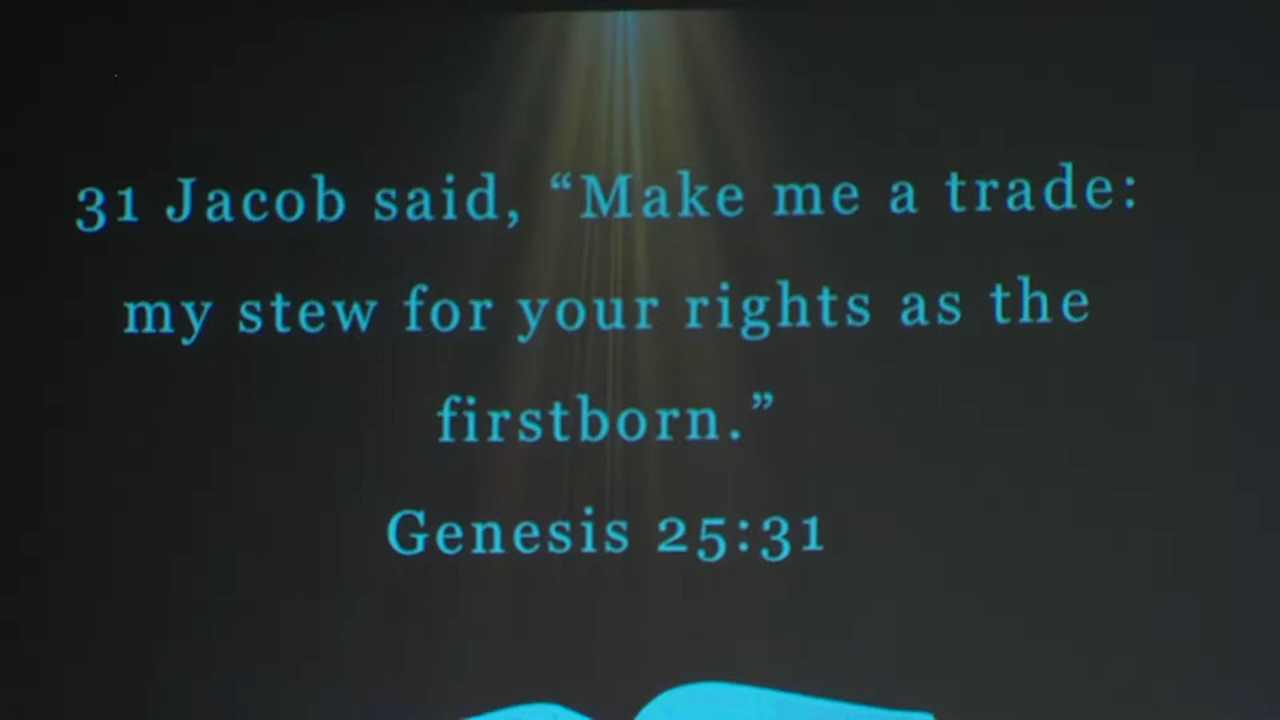 31 Jacob said, “Make me a trade:
my stew for your rights as the
firstborn.”
Genesis 25:31